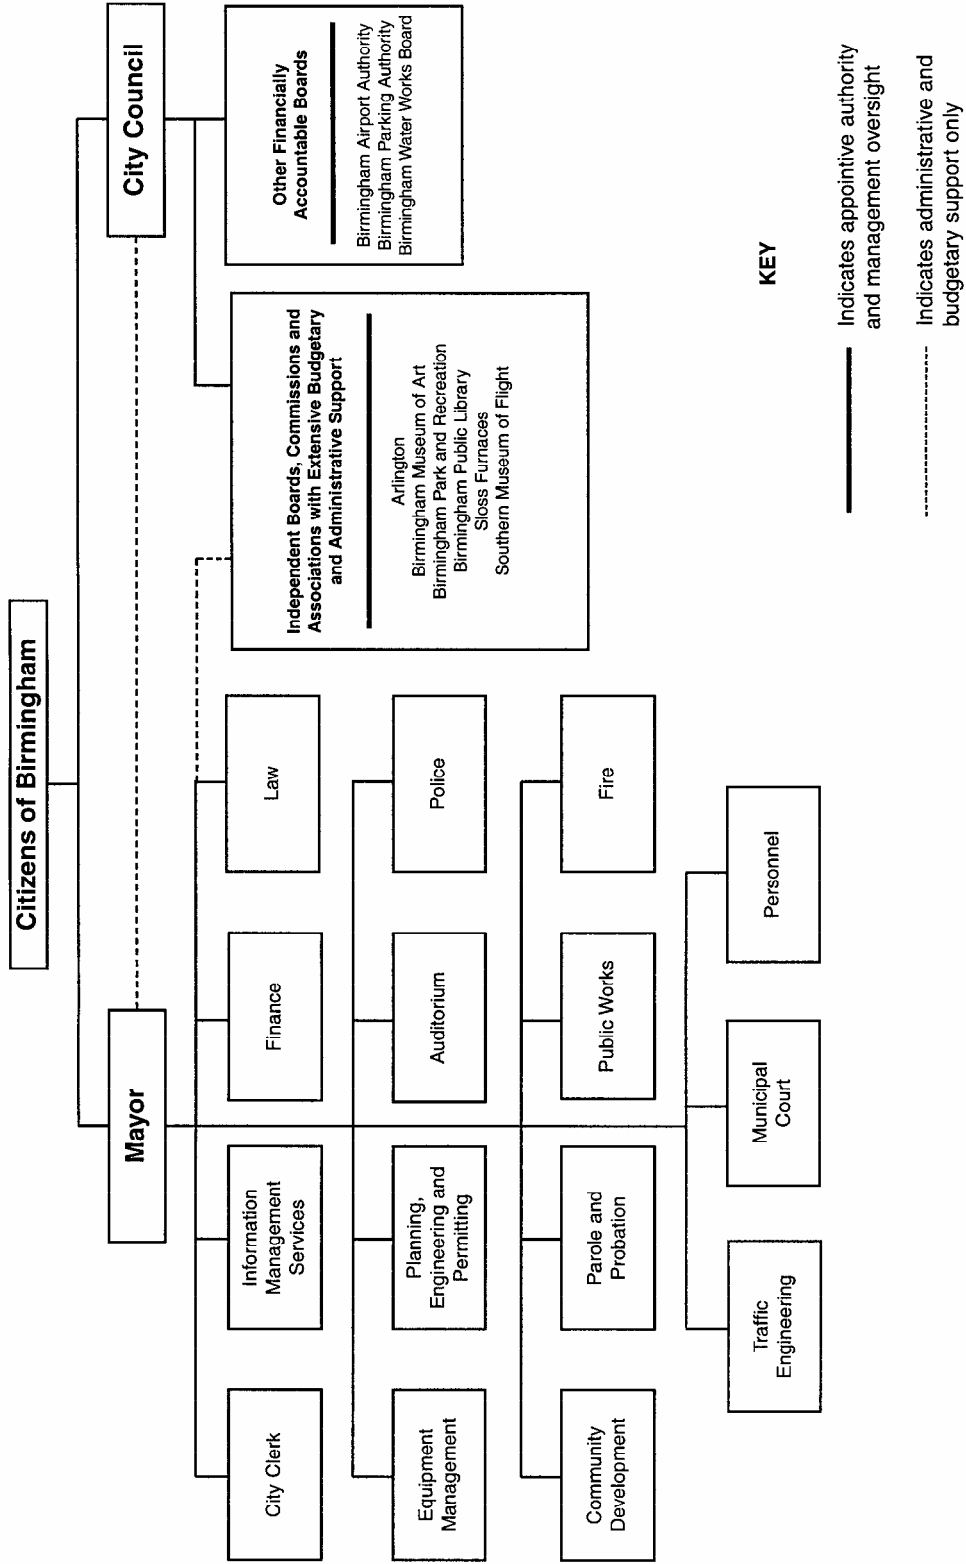 Citizens of Birmingham
Mayor
City Council
City Clerk
Information
Management
Services
Finance
Law
Equipment
Management
Planning,
Engineering and
Permitting
Auditorium
Police
Community
Development
Parole and
Probation
Public Works
Fire
Traffic
Engineering
Municipal
Court
Personnel
Independent Boards, Commissions and
Associations with Extensive Budgetary
and Administrative Support
Arlington
Birmingham Museum of Art
Birmingham Park and Recreation
Birmingham Public Library
Sloss Furnaces
Southern Museum of Flight
Other Financially
Accountable Boards
Birmingham Airport Authority
Birmingham Parking Authority
Birmingham Water Works Board
KEY
Indicates appointive authority
and management oversight
Indicates administrative and
budgetary support only